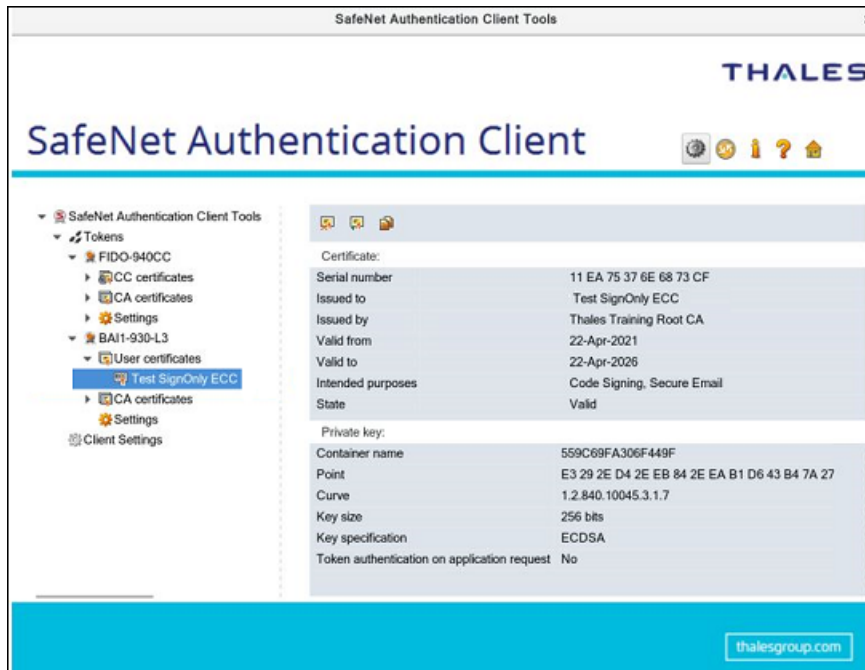 SafeNet Authentication Client Tools
THALES
SafeNet Authentication Client
SafeNet Authentication Client Tools
Tokens
FIDO-940CC
CC certificates
CA certificates
Settings
BAI1-930-L3
User certificates
Test SignOnly ECC
CA certificates
Settings
Client Settings
Certificate:
Serial number 11 EA 75 37 6E 68 73 CF
Issued to Test SignOnly ECC
Issued by Thales Training Root CA
Valid from 22-Apr-2021
Valid to 22-Apr-2026
Intended purposes Code Signing, Secure Email
State Valid
Private key:
Container name 559C69FA306F449F
Point E3 29 2E D4 2E EB 84 2E EA B1 D6 43 B4 7A 27
Curve 1.2.840.10045.3.1.7
Key size 256 bits
Key specification ECDSA
Token authentication on application request No
thalesgroup.com